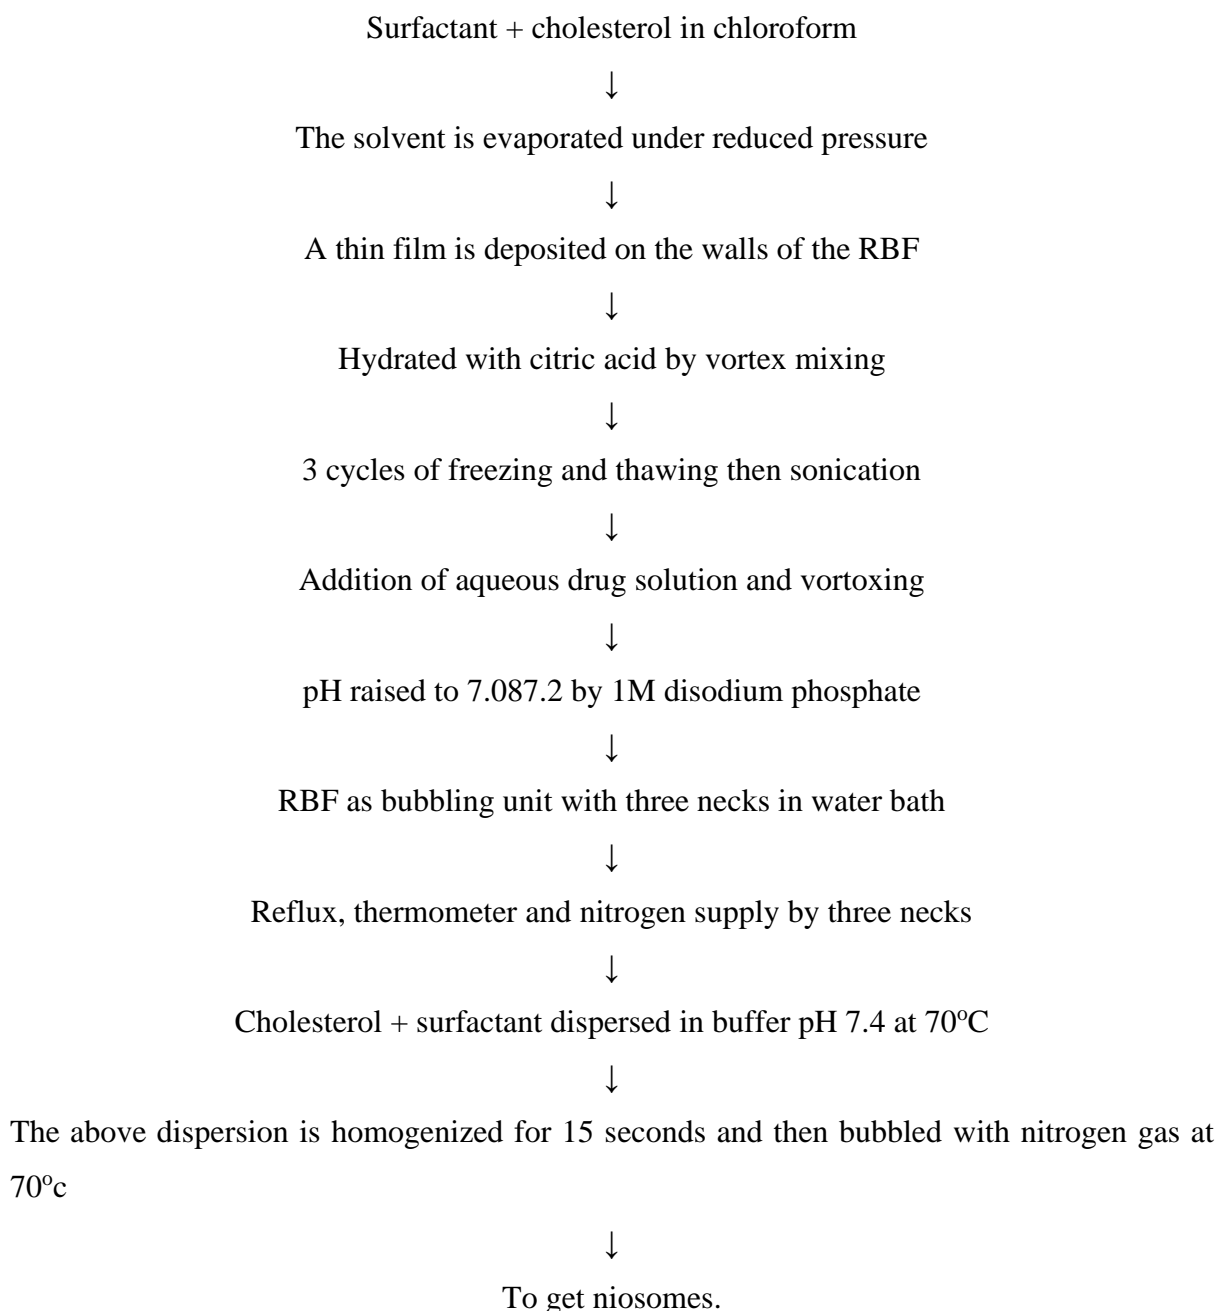 Surfactant + cholesterol in chloroform
↓
The solvent is evaporated under reduced pressure
↓
A thin film is deposited on the walls of the RBF
↓
Hydrated with citric acid by vortex mixing
↓
3 cycles of freezing and thawing then sonication
↓
Addition of aqueous drug solution and vortoxing
↓
pH raised to 7.087.2 by 1M disodium phosphate
↓
RBF as bubbling unit with three necks in water bath
↓
Reflux, thermometer and nitrogen supply by three necks
↓
Cholesterol + surfactant dispersed in buffer pH 7.4 at 70ºC
↓
The above dispersion is homogenized for 15 seconds and then bubbled with nitrogen gas at
70ºc
↓
To get niosomes.